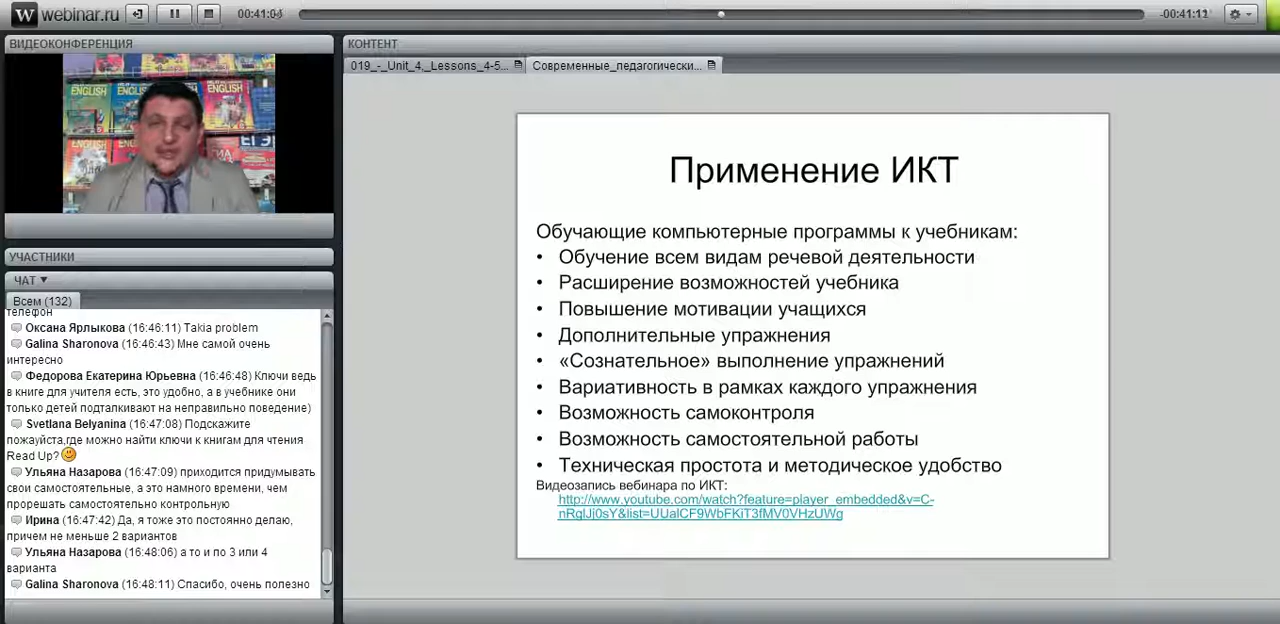 webinar.ru
00:41:04
-00:41:11
ВИДЕОКОНФЕРЕНЦИЯ
ENGLISH
ENGLISH
ENGLISH
УЧАСТНИКИ
ЧАТ
Всем (132)
телефон
Оксана Ярлыкова (16:46:11) Takia problem
Galina Sharonova (16:46:43) Мне самой очень
интересно
Федорова Екатерина Юрьевна (16:46:48) Ключи ведь
в книге для учителя есть, это удобно, а в учебнике они
только детей подталкивают на неправильно поведение)
Svetlana Belyanina (16:47:08) Подскажите
пожауйста,где можно найти ключи к книгам для чтения
Read Up?
Ульяна Назарова (16:47:09) приходится придумывать
свои самостоятельные, а это намного времени, чем
прорешать самостоятельно контрольную
Ирина (16:47:42) Да, я тоже это постоянно делаю,
причем не меньше 2 вариантов
Ульяна Назарова (16:48:06) а то и по 3 или 4
варианта
Galina Sharonova (16:48:11) Спасибо, очень полезно
КОНТЕНТ
019_-_Unit_4._Lessons_4-5...
Современные_педагогически...
Применение ИКТ
Обучающие компьютерные программы к учебникам:
• Обучение всем видам речевой деятельности
• Расширение возможностей учебника
• Повышение мотивации учащихся
• Дополнительные упражнения
• «Сознательное» выполнение упражнений
• Вариативность в рамках каждого упражнения
• Возможность самоконтроля
• Возможность самостоятельной работы
• Техническая простота и методическое удобство
Видеозапись вебинара по ИКТ:
http://www.youtube.com/watch?feature=player_embedded&v=C-
nRqIJj0sY&list=UUalCF9WbFKiT3fMV0VHzUWg